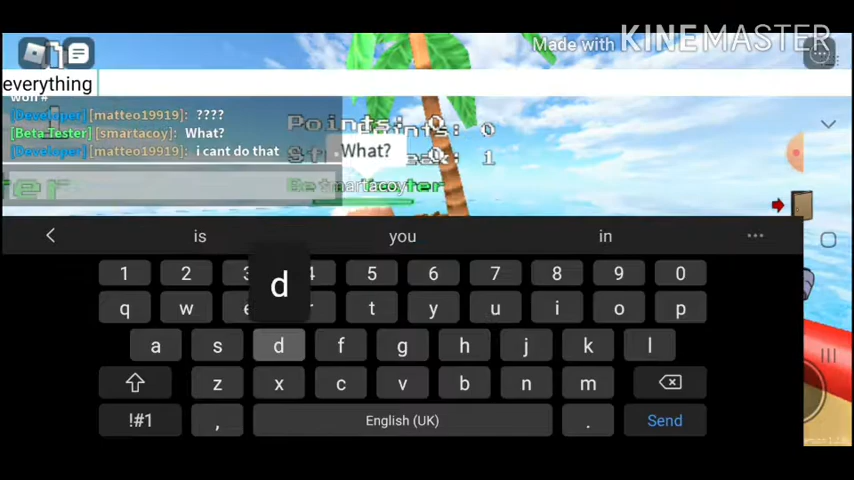 Made with KINEMASTER
everything
won #
[Developer] [matteo19919]: ????
[Beta Tester] [smartacoy]: What?
[Developer] [matteo19919]: i cant do that
Points: 0
What?
is you in ...
d
1 2 3 4 5 6 7 8 9 0
q w e r t y u i o p
a s d f g h j k l
z x c v b n m
!#1 , English (UK) . Send